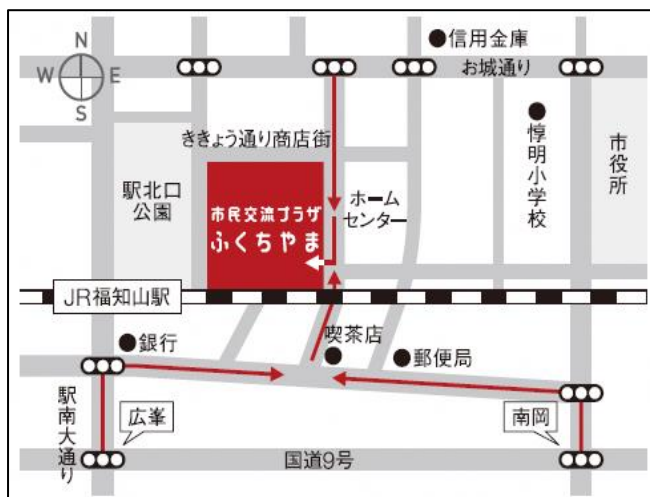 N
W E
S
信用金庫
お城通り
ききょう通り商店街
惇明小学校
市役所
駅北口
公園
市民交流プラザ
ふくちやま
ホーム
センター
JR福知山駅
喫茶店
銀行
郵便局
駅南大通り
広峯
南岡
国道9号